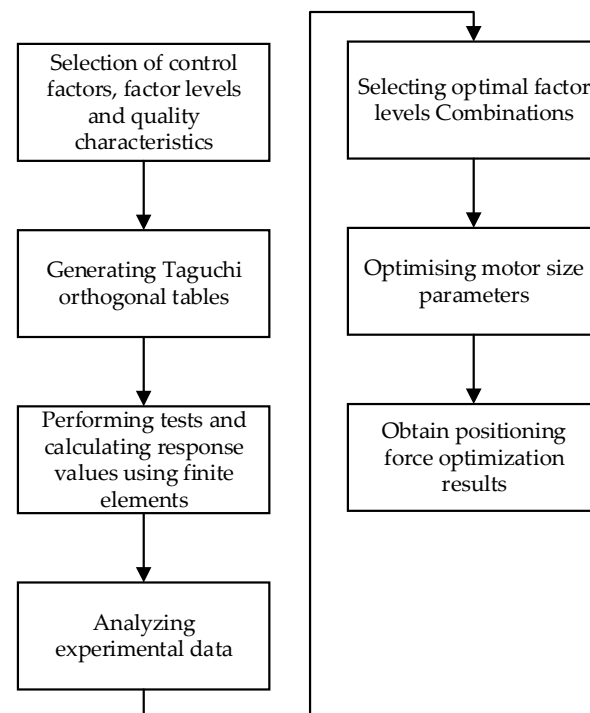 Selection of control
factors, factor levels
and quality
characteristics
Generating Taguchi
orthogonal tables
Performing tests and
calculating response
values using finite
elements
Analyzing
experimental data
Selecting optimal factor
levels Combinations
Optimising motor size
parameters
Obtain positioning
force optimization
results